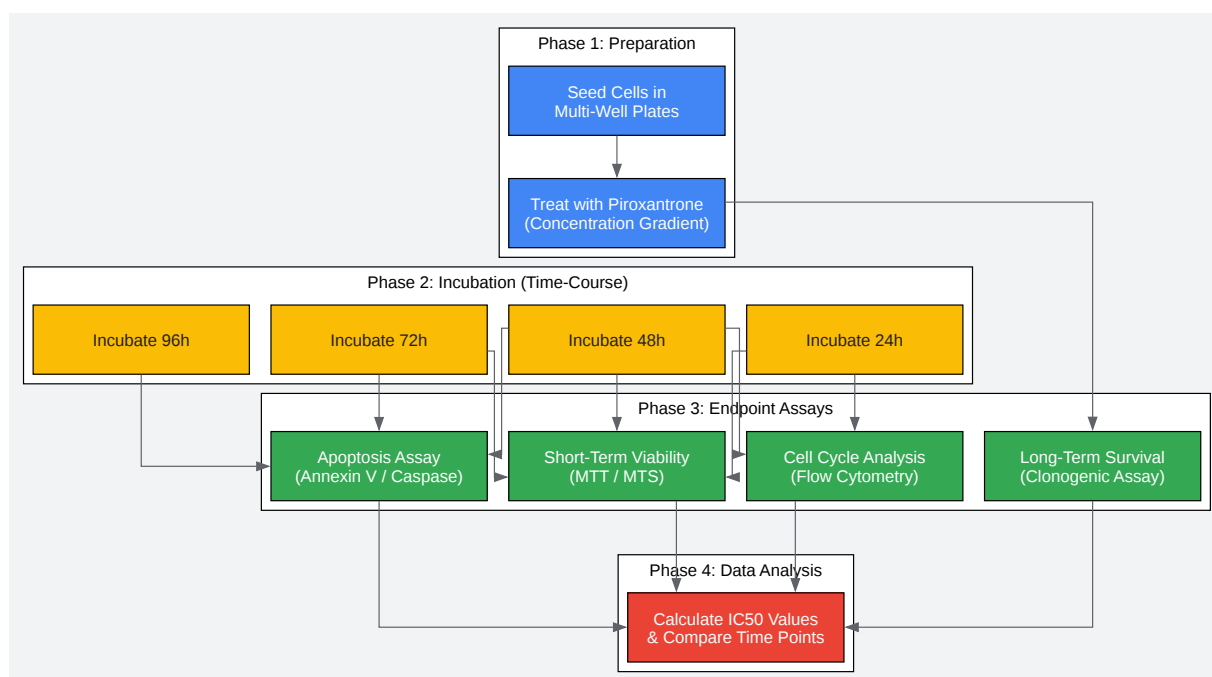 Phase 1: Preparation
Seed Cells in
Multi-Well Plates
Treat with Piroxantrone
(Concentration Gradient)
Phase 2: Incubation (Time-Course)
Incubate 96h
Incubate 72h
Incubate 48h
Incubate 24h
Phase 3: Endpoint Assays
Apoptosis Assay
(Annexin V / Caspase)
Short-Term Viability
(MTT / MTS)
Cell Cycle Analysis
(Flow Cytometry)
Long-Term Survival
(Clonogenic Assay)
Phase 4: Data Analysis
Calculate IC50 Values
& Compare Time Points